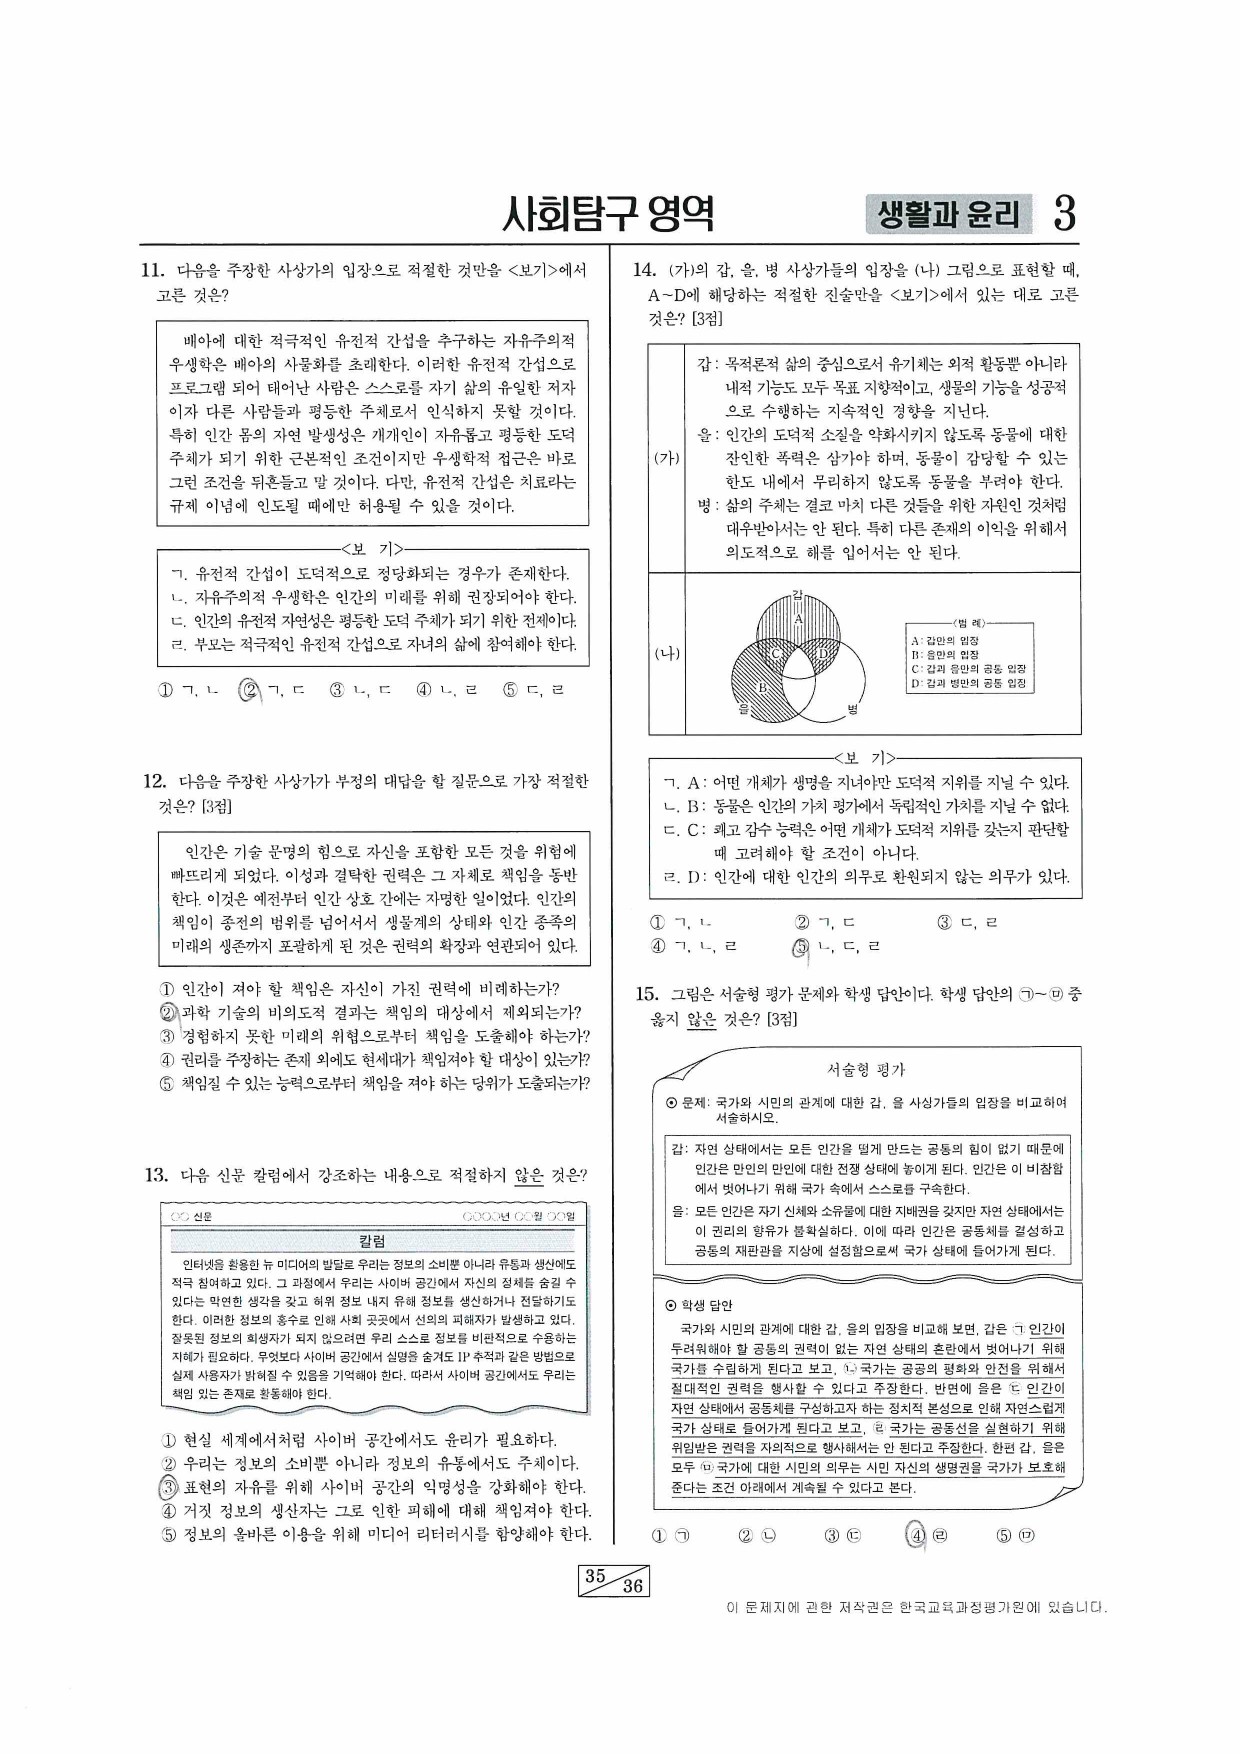 사회탐구 영역
생활과 윤리
3
11. 다음을 주장한 사상가의 입장으로 적절한 것만을 <보기>에서
고른 것은?
배아에 대한 적극적인 유전적 간섭을 추구하는 자유주의적
우생학은 배아의 사물화를 초래한다. 이러한 유전적 간섭으로
프로그램 되어 태어난 사람은 스스로를 자기 삶의 유일한 저자
이자 다른 사람들과 평등한 주체로서 인식하지 못할 것이다.
특히 인간 몸의 자연 발생성은 개개인이 자유롭고 평등한 도덕
주체가 되기 위한 근본적인 조건이지만 우생학적 접근은 바로
그런 조건을 뒤흔들고 말 것이다. 다만, 유전적 간섭은 치료라는
규제 이념에 인도될 때에만 허용될 수 있을 것이다.
<보 기>
ㄱ. 유전적 간섭이 도덕적으로 정당화되는 경우가 존재한다.
ㄴ. 자유주의적 우생학은 인간의 미래를 위해 권장되어야 한다.
ㄷ. 인간의 유전적 자연성은 평등한 도덕 주체가 되기 위한 전제이다.
ㄹ. 부모는 적극적인 유전적 간섭으로 자녀의 삶에 참여해야 한다.
① ㄱ, ㄴ ② ㄱ, ㄷ ③ ㄴ, ㄷ ④ ㄴ, ㄹ ⑤ ㄷ, ㄹ
12. 다음을 주장한 사상가가 부정의 대답을 할 질문으로 가장 적절한
것은? [3점]
인간은 기술 문명의 힘으로 자신을 포함한 모든 것을 위험에
빠뜨리게 되었다. 이성과 결탁한 권력은 그 자체로 책임을 동반
한다. 이것은 예전부터 인간 상호 간에는 자명한 일이었다. 인간의
책임이 종전의 범위를 넘어서서 생물계의 상태와 인간 종족의
미래의 생존까지 포괄하게 된 것은 권력의 확장과 연관되어 있다.
① 인간이 져야 할 책임은 자신이 가진 권력에 비례하는가?
② 과학 기술의 비의도적 결과는 책임의 대상에서 제외되는가?
③ 경험하지 못한 미래의 위협으로부터 책임을 도출해야 하는가?
④ 권리를 주장하는 존재 외에도 현세대가 책임져야 할 대상이 있는가?
⑤ 책임질 수 있는 능력으로부터 책임을 져야 하는 당위가 도출되는가?
13. 다음 신문 칼럼에서 강조하는 내용으로 적절하지 않은 것은?
○○ 신문 ○○○○년 ○○월 ○○일
칼럼
인터넷을 활용한 뉴 미디어의 발달로 우리는 정보의 소비뿐 아니라 유통과 생산에도
적극 참여하고 있다. 그 과정에서 우리는 사이버 공간에서 자신의 정체를 숨길 수
있다는 막연한 생각을 갖고 허위 정보 내지 유해 정보를 생산하거나 전달하기도
한다. 이러한 정보의 홍수로 인해 사회 곳곳에서 선의의 피해자가 발생하고 있다.
잘못된 정보의 희생자가 되지 않으려면 우리 스스로 정보를 비판적으로 수용하는
지혜가 필요하다. 무엇보다 사이버 공간에서 실명을 숨겨도 IP 추적과 같은 방법으로
실제 사용자가 밝혀질 수 있음을 기억해야 한다. 따라서 사이버 공간에서도 우리는
책임 있는 존재로 활동해야 한다.
① 현실 세계에서처럼 사이버 공간에서도 윤리가 필요하다.
② 우리는 정보의 소비뿐 아니라 정보의 유통에서도 주체이다.
③ 표현의 자유를 위해 사이버 공간의 익명성을 강화해야 한다.
④ 거짓 정보의 생산자는 그로 인한 피해에 대해 책임져야 한다.
⑤ 정보의 올바른 이용을 위해 미디어 리터러시를 함양해야 한다.
14. (가)의 갑, 을, 병 사상가들의 입장을 (나) 그림으로 표현할 때,
A~D에 해당하는 적절한 진술만을 <보기>에서 있는 대로 고른
것은? [3점]
(가)
갑: 목적론적 삶의 중심으로서 유기체는 외적 활동뿐 아니라
내적 기능도 모두 목표 지향적이고, 생물의 기능을 성공적
으로 수행하는 지속적인 경향을 지닌다.
을: 인간의 도덕적 소질을 약화시키지 않도록 동물에 대한
잔인한 폭력은 삼가야 하며, 동물이 감당할 수 있는
한도 내에서 무리하지 않도록 동물을 부려야 한다.
병: 삶의 주체는 결코 마치 다른 것들을 위한 자원인 것처럼
대우받아서는 안 된다. 특히 다른 존재의 이익을 위해서
의도적으로 해를 입어서는 안 된다.
(나)
갑
A
C
D
B
을
병
<범 례>
A: 갑만의 입장
B: 을만의 입장
C: 갑과 을만의 공통 입장
D: 갑과 병만의 공통 입장
<보 기>
ㄱ. A: 어떤 개체가 생명을 지녀야만 도덕적 지위를 지닐 수 있다.
ㄴ. B: 동물은 인간의 가치 평가에서 독립적인 가치를 지닐 수 없다.
ㄷ. C: 쾌고 감수 능력은 어떤 개체가 도덕적 지위를 갖는지 판단할
때 고려해야 할 조건이 아니다.
ㄹ. D: 인간에 대한 인간의 의무로 환원되지 않는 의무가 있다.
① ㄱ, ㄴ ② ㄱ, ㄷ ③ ㄷ, ㄹ
④ ㄱ, ㄴ, ㄹ ⑤ ㄴ, ㄷ, ㄹ
15. 그림은 서술형 평가 문제와 학생 답안이다. 학생 답안의 ㉠~㉤ 중
옳지 않은 것은? [3점]
서술형 평가
⊙ 문제: 국가와 시민의 관계에 대한 갑, 을 사상가들의 입장을 비교하여
서술하시오.
갑: 자연 상태에서는 모든 인간을 떨게 만드는 공통의 힘이 없기 때문에
인간은 만인의 만인에 대한 전쟁 상태에 놓이게 된다. 인간은 이 비참함
에서 벗어나기 위해 국가 속에서 스스로를 구속한다.
을: 모든 인간은 자기 신체와 소유물에 대한 지배권을 갖지만 자연 상태에서는
이 권리의 향유가 불확실하다. 이에 따라 인간은 공동체를 결성하고
공통의 재판관을 지상에 설정함으로써 국가 상태에 들어가게 된다.
⊙ 학생 답안
국가와 시민의 관계에 대한 갑, 을의 입장을 비교해 보면, 갑은 ㉠ 인간이
두려워해야 할 공통의 권력이 없는 자연 상태의 혼란에서 벗어나기 위해
국가를 수립하게 된다고 보고, ㉡ 국가는 공공의 평화와 안전을 위해서
절대적인 권력을 행사할 수 있다고 주장한다. 반면에 을은 ㉢ 인간이
자연 상태에서 공동체를 구성하고자 하는 정치적 본성으로 인해 자연스럽게
국가 상태로 들어가게 된다고 보고, ㉣ 국가는 공동선을 실현하기 위해
위임받은 권력을 자의적으로 행사해서는 안 된다고 주장한다. 한편 갑, 을은
모두 ㉤ 국가에 대한 시민의 의무는 시민 자신의 생명권을 국가가 보호해
준다는 조건 아래에서 계속될 수 있다고 본다.
① ㉠ ② ㉡ ③ ㉢ ④ ㉣ ⑤ ㉤
35
36
이 문제지에 관한 저작권은 한국교육과정평가원에 있습니다.